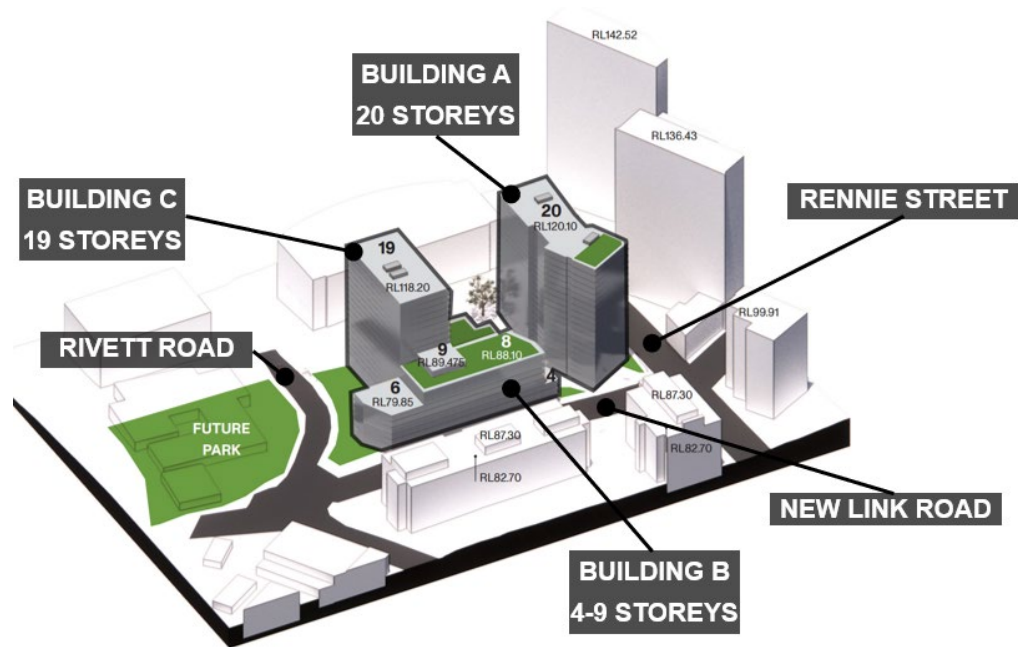 RL142.52
BUILDING A
20 STOREYS
RL136.43
BUILDING C
19 STOREYS
RENNIE STREET
20
RL120.10
19
RL118.20
RL99.91
RIVETT ROAD
9
RL89.475
8
RL88.10
4
6
RL79.85
RL87.30
FUTURE
PARK
RL87.30
RL82.70
RL82.70
NEW LINK ROAD
BUILDING B
4-9 STOREYS